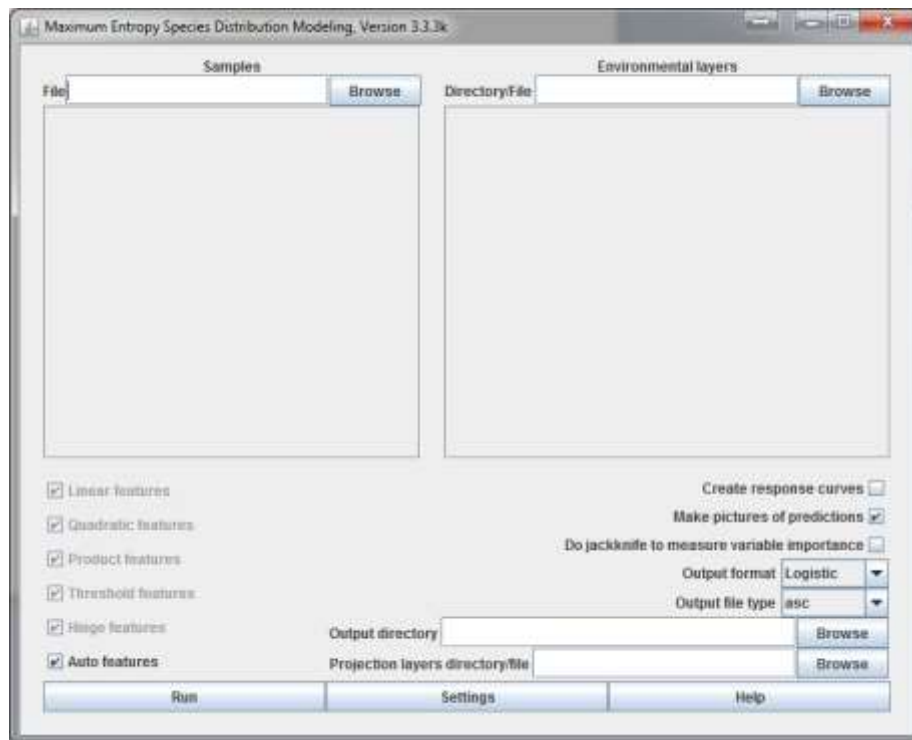 Maximum Entropy Species Distribution Modeling, Version 3.3.3k
Samples
File
Browse
Environmental layers
Directory/File
Browse
Linear features
Quadratic features
Product features
Threshold features
Hinge features
Auto features
Create response curves
Make pictures of predictions
Do jackknife to measure variable importance
Output format Logistic
Output file type asc
Output directory
Browse
Projection layers directory/file
Browse
Run
Settings
Help